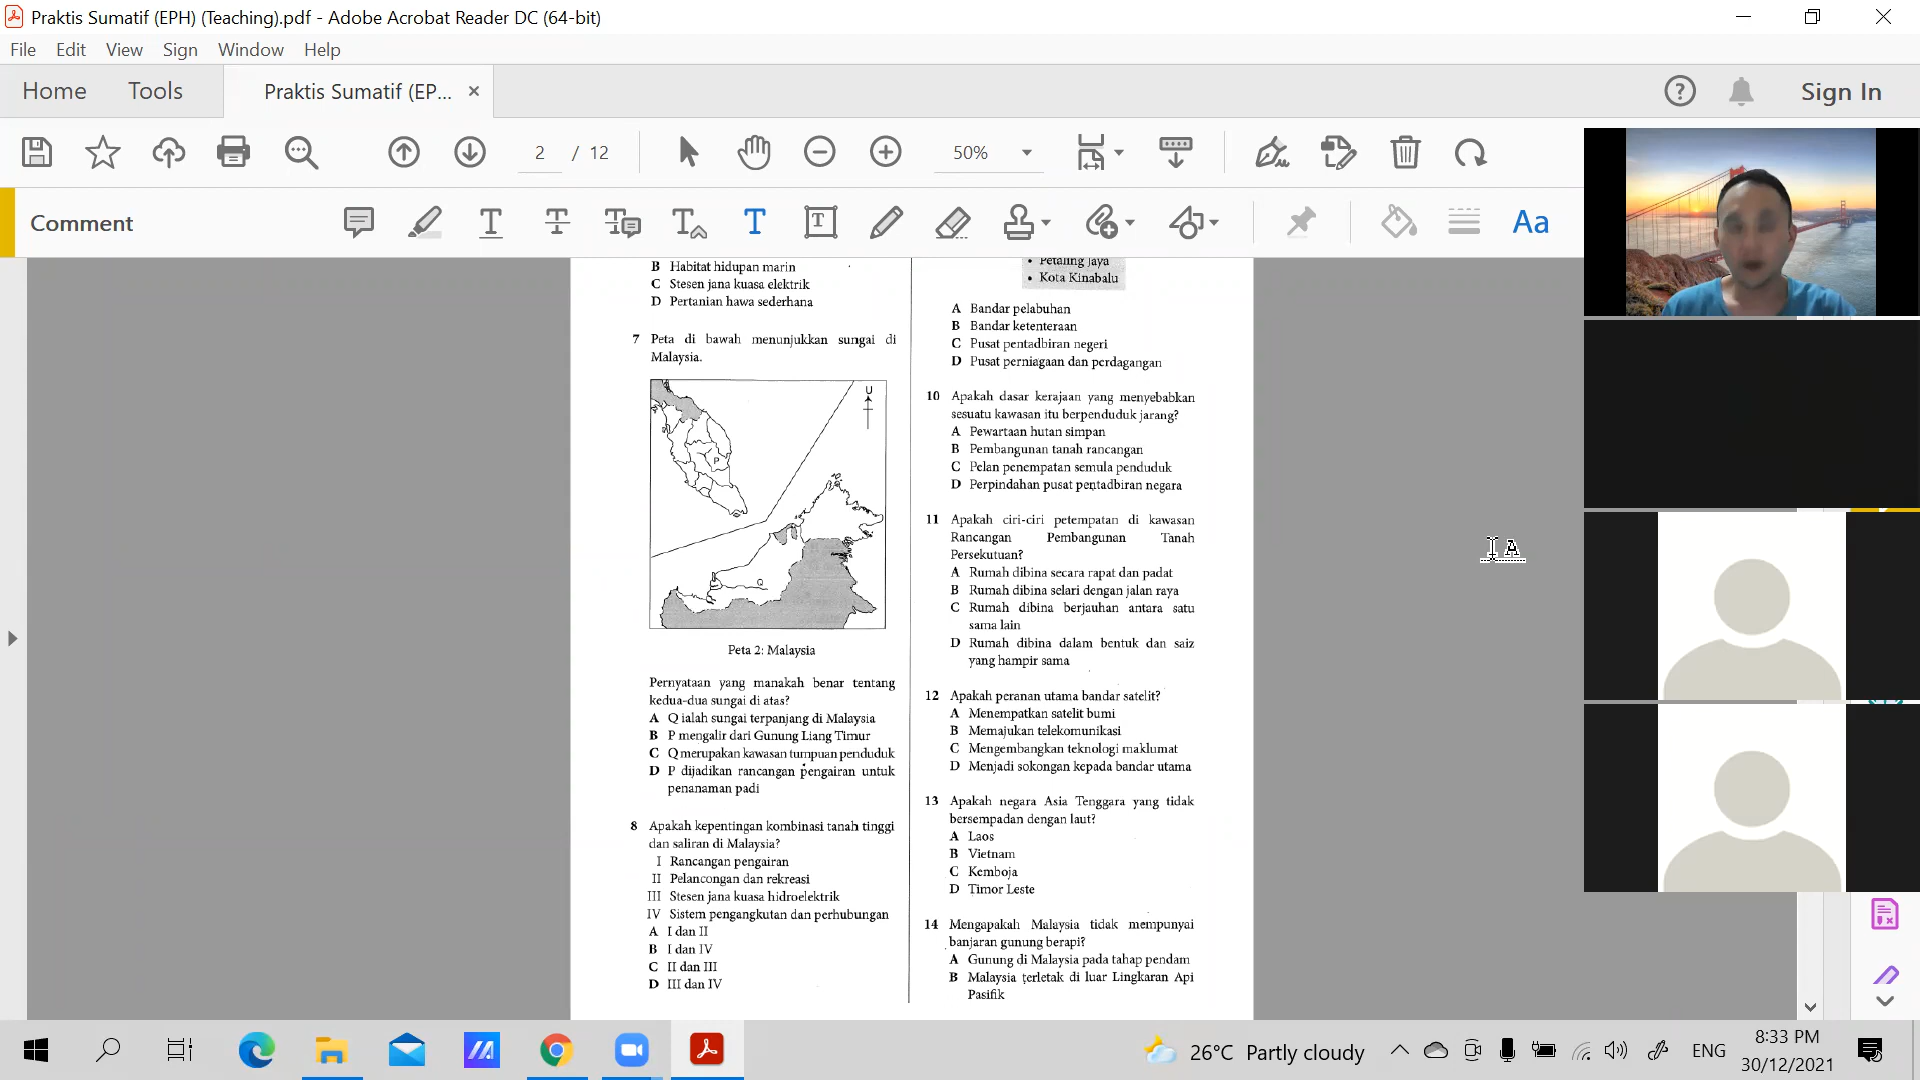 Praktis Sumatif (EPH) (Teaching).pdf - Adobe Acrobat Reader DC (64-bit)
File Edit View Sign Window Help
Home Tools Praktis Sumatif (EP... × Sign In
2 / 12 50%
Comment
B Habitat hidupan marin
C Stesen jana kuasa elektrik
D Pertanian hawa sederhana
7 Peta di bawah menunjukkan sungai di
Malaysia.
U
P
Q
Peta 2: Malaysia
Pernyataan yang manakah benar tentang
kedua-dua sungai di atas?
A Q ialah sungai terpanjang di Malaysia
B P mengalir dari Gunung Liang Timur
C Q merupakan kawasan tumpuan penduduk
D P dijadikan rancangan pengairan untuk
penanaman padi
8 Apakah kepentingan kombinasi tanah tinggi
dan saliran di Malaysia?
I Rancangan pengairan
II Pelancongan dan rekreasi
III Stesen jana kuasa hidroelektrik
IV Sistem pengangkutan dan perhubungan
A I dan II
B I dan IV
C II dan III
D III dan IV
• Petaling Jaya
• Kota Kinabalu
A Bandar pelabuhan
B Bandar ketenteraan
C Pusat pentadbiran negeri
D Pusat perniagaan dan perdagangan
10 Apakah dasar kerajaan yang menyebabkan
sesuatu kawasan itu berpenduduk jarang?
A Pewartaan hutan simpan
B Pembangunan tanah rancangan
C Pelan penempatan semula penduduk
D Perpindahan pusat pentadbiran negara
11 Apakah ciri-ciri petempatan di kawasan
Rancangan Pembangunan Tanah
Persekutuan?
A Rumah dibina secara rapat dan padat
B Rumah dibina selari dengan jalan raya
C Rumah dibina berjauhan antara satu
sama lain
D Rumah dibina dalam bentuk dan saiz
yang hampir sama
12 Apakah peranan utama bandar satelit?
A Menempatkan satelit bumi
B Memajukan telekomunikasi
C Mengembangkan teknologi maklumat
D Menjadi sokongan kepada bandar utama
13 Apakah negara Asia Tenggara yang tidak
bersempadan dengan laut?
A Laos
B Vietnam
C Kemboja
D Timor Leste
14 Mengapakah Malaysia tidak mempunyai
banjaran gunung berapi?
A Gunung di Malaysia pada tahap pendam
B Malaysia terletak di luar Lingkaran Api
Pasifik
26°C Partly cloudy ENG 8:33 PM
30/12/2021